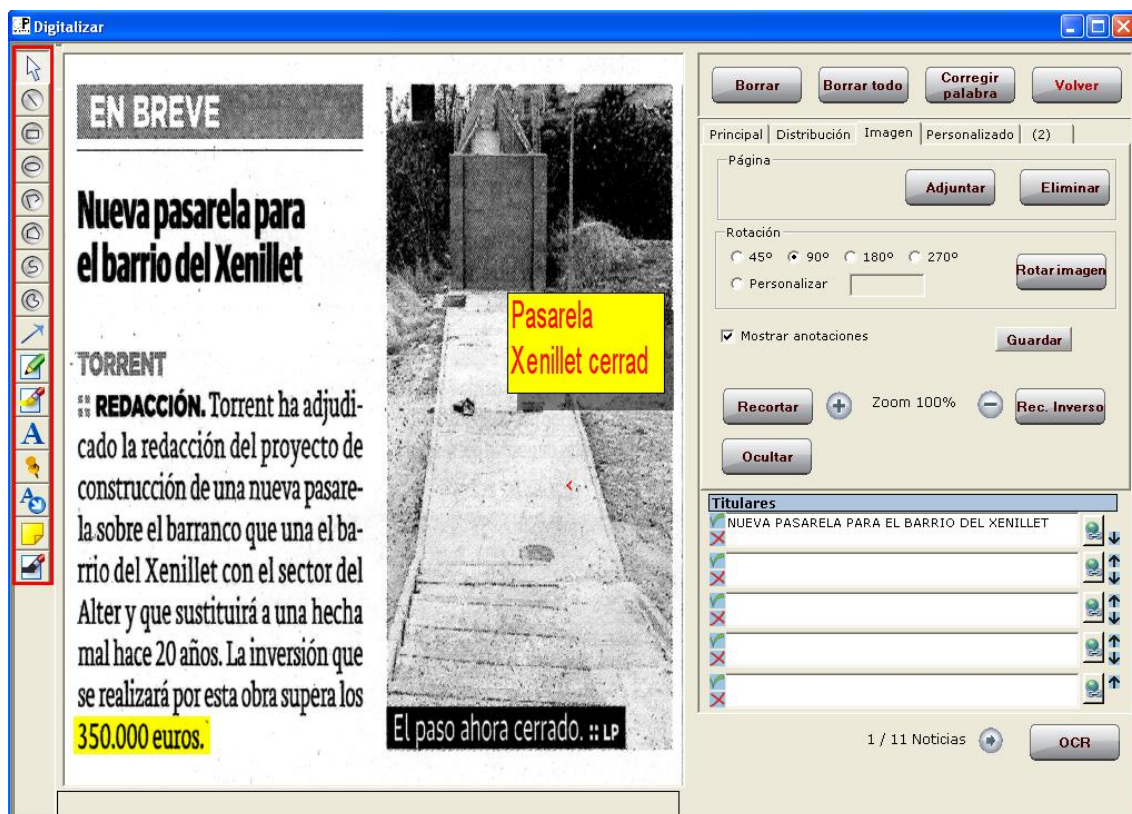 Digitalizar
EN BREVE
Nueva pasarela para
el barrio del Xenillet
TORRENT
:: REDACCIÓN. Torrent ha adjudi-
cado la redacción del proyecto de
construcción de una nueva pasare-
la sobre el barranco que una el ba-
rrio del Xenillet con el sector del
Alter y que sustituirá a una hecha
mal hace 20 años. La inversión que
se realizará por esta obra supera los
350.000 euros.
Pasarela
Xenillet cerrad
El paso ahora cerrado. :: LP
Borrar
Borrar todo
Corregir
palabra
Volver
Principal Distribución Imagen Personalizado (2)
Página
Adjuntar
Eliminar
Rotación
45º 90º 180º 270º
Personalizar
Rotar imagen
Mostrar anotaciones
Guardar
Recortar
Zoom 100%
Rec. Inverso
Ocultar
Titulares
NUEVA PASARELA PARA EL BARRIO DEL XENILLET
1 / 11 Noticias
OCR